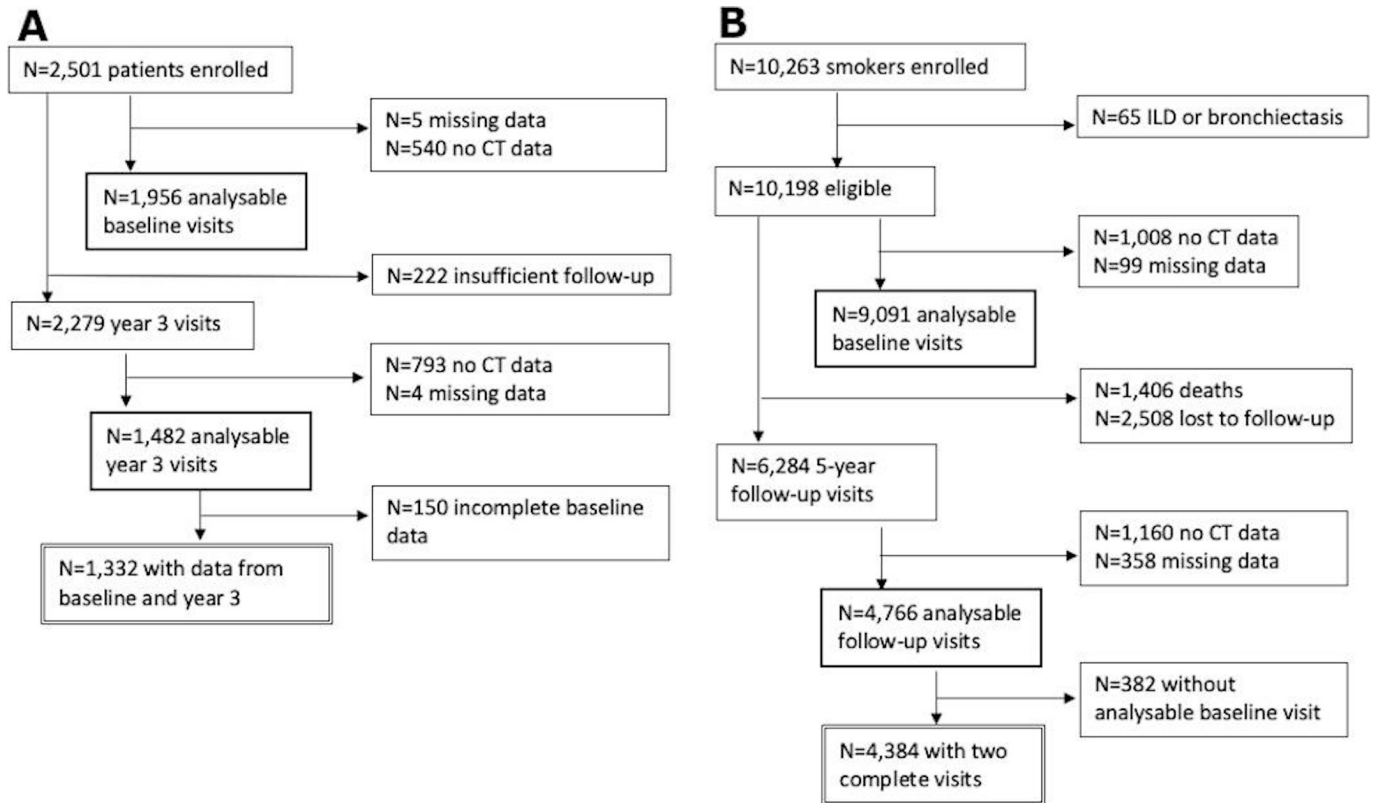 A
N=2,501 patients enrolled
N=5 missing data
N=540 no CT data
N=1,956 analysable
baseline visits
N=222 insufficient follow-up
N=2,279 year 3 visits
N=793 no CT data
N=4 missing data
N=1,482 analysable
year 3 visits
N=150 incomplete baseline
data
N=1,332 with data from
baseline and year 3
B
N=10,263 smokers enrolled
N=65 ILD or bronchiectasis
N=10,198 eligible
N=1,008 no CT data
N=99 missing data
N=9,091 analysable
baseline visits
N=1,406 deaths
N=2,508 lost to follow-up
N=6,284 5-year
follow-up visits
N=1,160 no CT data
N=358 missing data
N=4,766 analysable
follow-up visits
N=382 without
analysable baseline visit
N=4,384 with two
complete visits